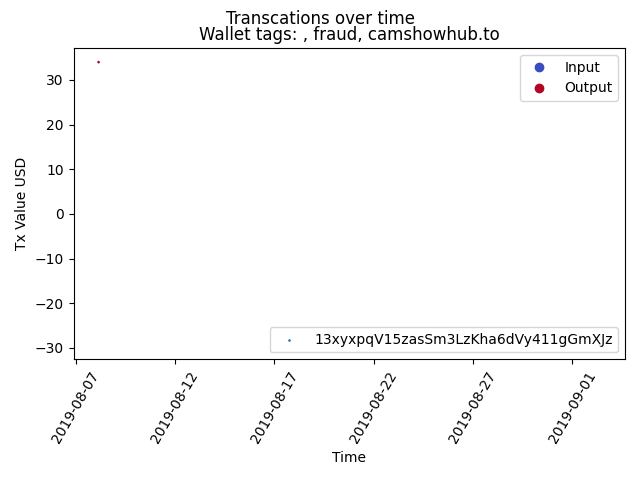 Transcations over time
Wallet tags: , fraud, camshowhub.to
Input
Output
Tx Value USD
30
20
10
0
−10
−20
−30
13xyxpqV15zasSm3LzKha6dVy411gGmXJz
2019-08-07
2019-08-12
2019-08-17
2019-08-22
2019-08-27
2019-09-01
Time